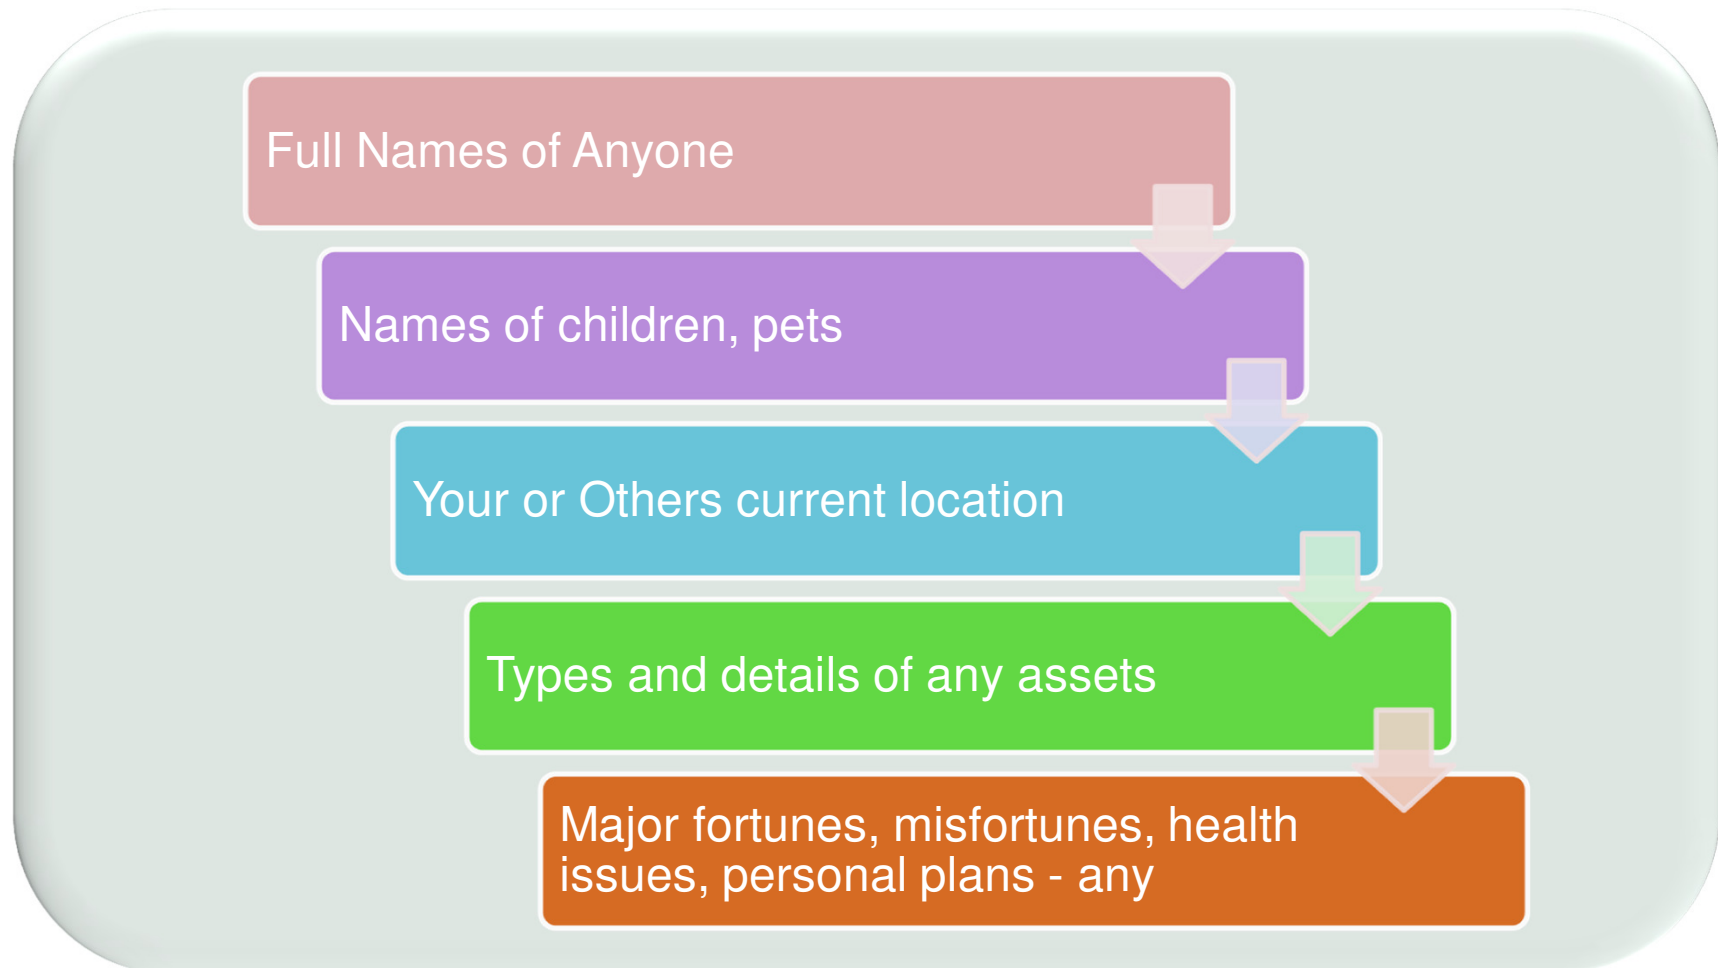 Full Names of Anyone
Names of children, pets
Your or Others current location
Types and details of any assets
Major fortunes, misfortunes, health
issues, personal plans - any